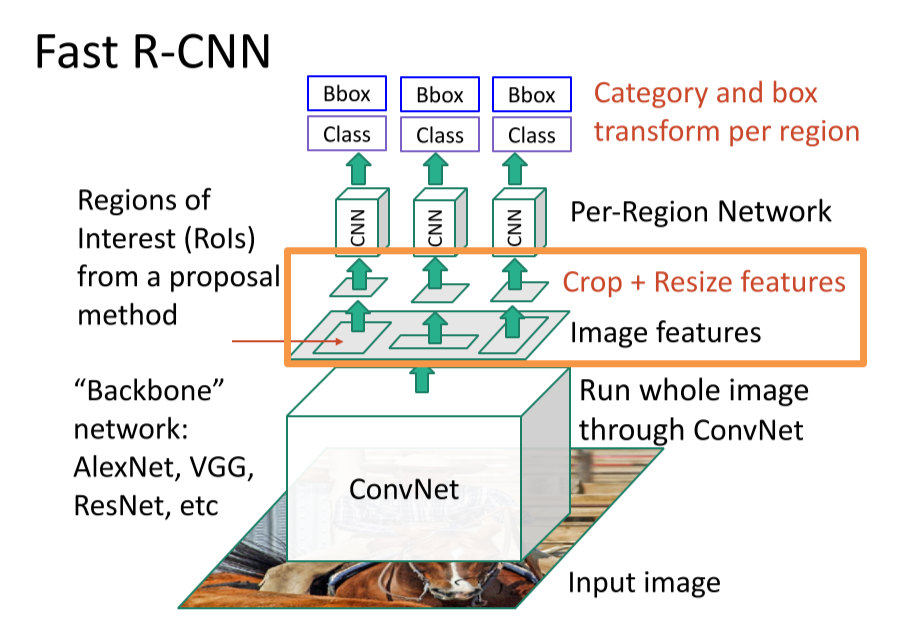 Fast R-CNN
Bbox Bbox Bbox
Class Class Class
Category and box
transform per region
Regions of
Interest (RoIs)
from a proposal
method
CNN CNN CNN
Per-Region Network
Crop + Resize features
Image features
“Backbone”
network:
AlexNet, VGG,
ResNet, etc
Run whole image
through ConvNet
ConvNet
Input image